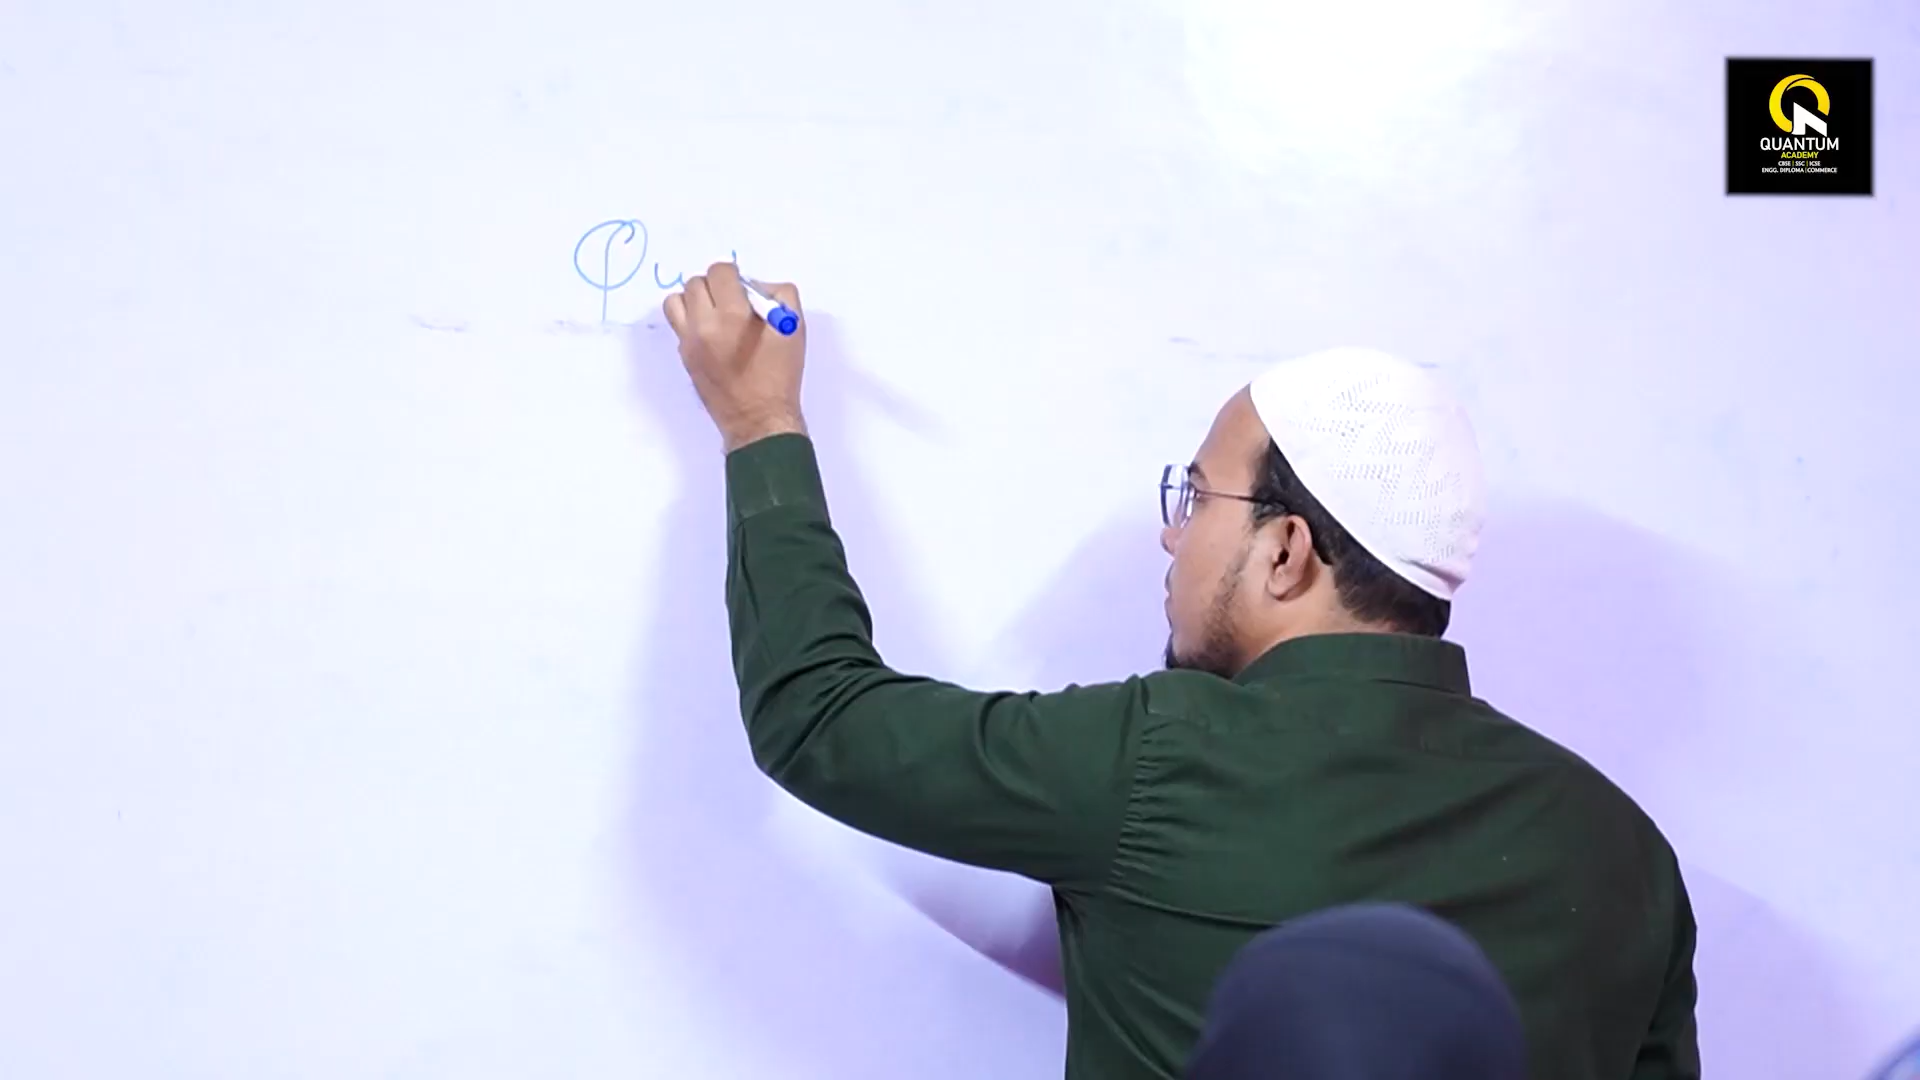 Qu
QUANTUM
ACADEMY
CBSE | SSC | ICSE
ENGG. DIPLOMA | COMMERCE